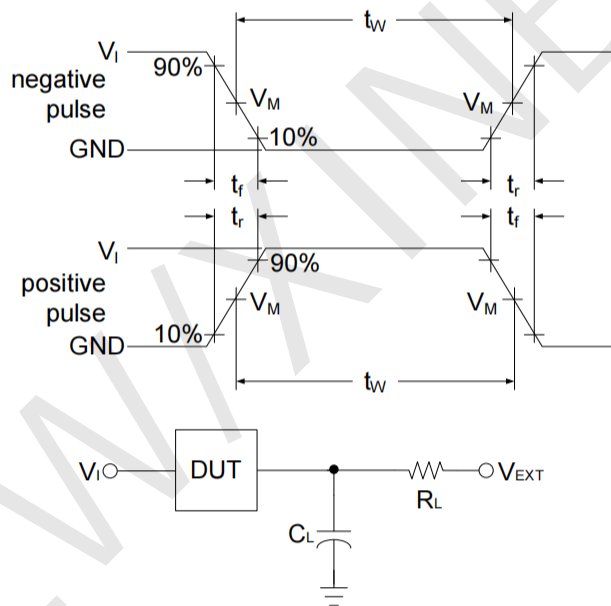 tW
VI
90%
negative
pulse
VM
VM
10%
GND
tf
tr
tr
tf
VI
90%
positive
pulse
VM
VM
10%
GND
tW
VI
DUT
VEXT
RL
CL